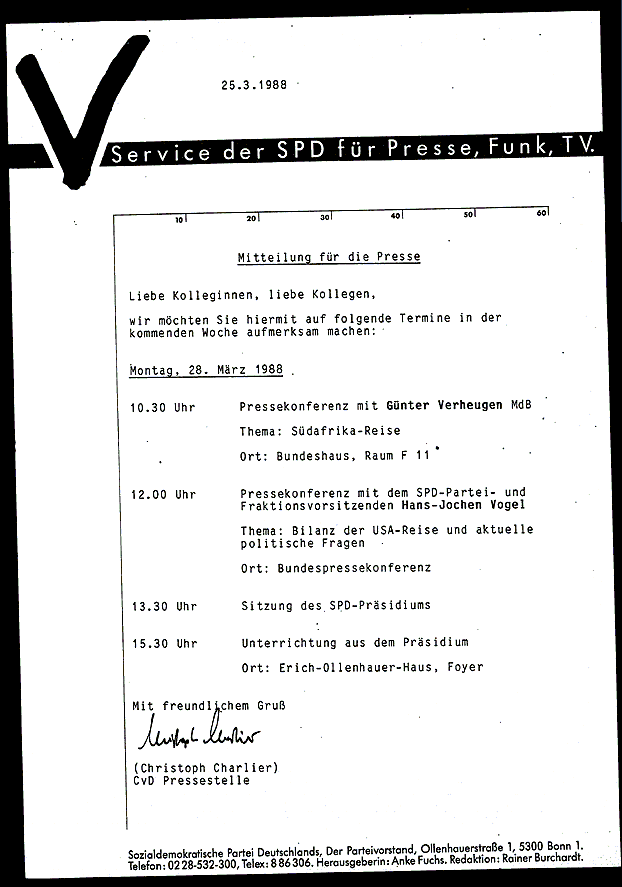 25.3.1988
Service der SPD für Presse, Funk, TV.
10 20 30 40 50 60
Mitteilung für die Presse
Liebe Kolleginnen, liebe Kollegen,
wir möchten Sie hiermit auf folgende Termine in der
kommenden Woche aufmerksam machen:
Montag, 28. März 1988
10.30 Uhr Pressekonferenz mit Günter Verheugen MdB
Thema: Südafrika-Reise
Ort: Bundeshaus, Raum F 11
12.00 Uhr Pressekonferenz mit dem SPD-Partei- und
Fraktionsvorsitzenden Hans-Jochen Vogel
Thema: Bilanz der USA-Reise und aktuelle
politische Fragen
Ort: Bundespressekonferenz
13.30 Uhr Sitzung des SPD-Präsidiums
15.30 Uhr Unterrichtung aus dem Präsidium
Ort: Erich-Ollenhauer-Haus, Foyer
Mit freundlichem Gruß
(Christoph Charlier)
CvD Pressestelle
Sozialdemokratische Partei Deutschlands, Der Parteivorstand, Ollenhauerstraße 1, 5300 Bonn 1.
Telefon: 0228-532-300, Telex: 886306. Herausgeberin: Anke Fuchs. Redaktion: Rainer Burchardt.